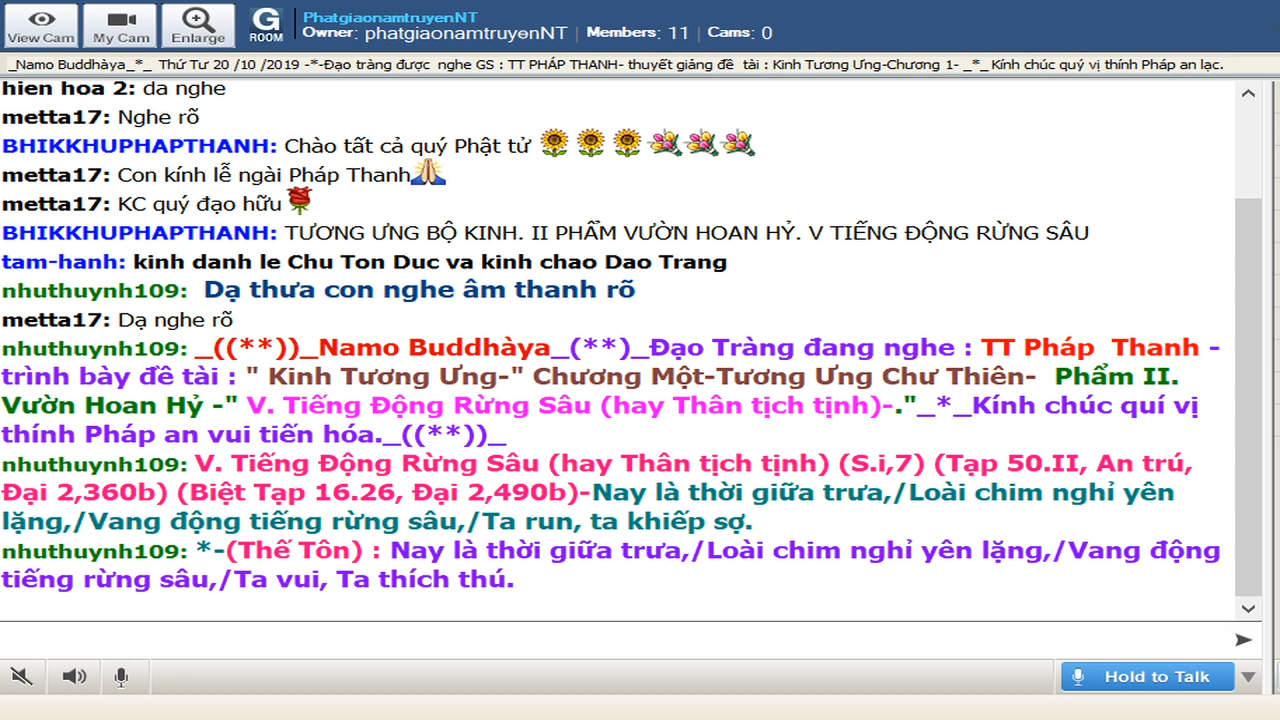 View Cam
My Cam
Enlarge
G
ROOM
PhatgiaonamtruyenNT
Owner: phatgiaonamtruyenNT | Members: 11 | Cams: 0
_Namo Buddhàya_*_ Thứ Tư 20 /10 /2019 -*-Đạo tràng được nghe GS : TT PHÁP THANH- thuyết giảng đề tài : Kinh Tương Ưng-Chương 1- _*_ Kính chúc quý vị thính Pháp an lạc.
hien hoa 2: da nghe
metta17: Nghe rõ
BHIKKHUPHAPTHANH: Chào tất cả quý Phật tử
metta17: Con kính lễ ngài Pháp Thanh
metta17: KC quý đạo hữu
BHIKKHUPHAPTHANH: TƯƠNG ƯNG BỘ KINH. II PHẨM VƯỜN HOAN HỶ. V TIẾNG ĐỘNG RỪNG SÂU
tam-hanh: kinh danh le Chu Ton Duc va kinh chao Dao Trang
nhuthuynh109: Dạ thưa con nghe âm thanh rõ
metta17: Dạ nghe rõ
nhuthuynh109: _((**))_Namo Buddhàya_(**)_Đạo Tràng đang nghe : TT Pháp Thanh -
trình bày đề tài : " Kinh Tương Ưng-" Chương Một-Tương Ưng Chư Thiên- Phẩm II.
Vườn Hoan Hỷ -" V. Tiếng Động Rừng Sâu (hay Thân tịch tịnh)-."_*_Kính chúc quí vị
thính Pháp an vui tiến hóa._((**))_
nhuthuynh109: V. Tiếng Động Rừng Sâu (hay Thân tịch tịnh) (S.i,7) (Tạp 50.II, An trú,
Đại 2,360b) (Biệt Tạp 16.26, Đại 2,490b)-Nay là thời giữa trưa,/Loài chim nghỉ yên
lặng,/Vang động tiếng rừng sâu,/Ta run, ta khiếp sợ.
nhuthuynh109: *-(Thế Tôn) : Nay là thời giữa trưa,/Loài chim nghỉ yên lặng,/Vang động
tiếng rừng sâu,/Ta vui, Ta thích thú.
Hold to Talk